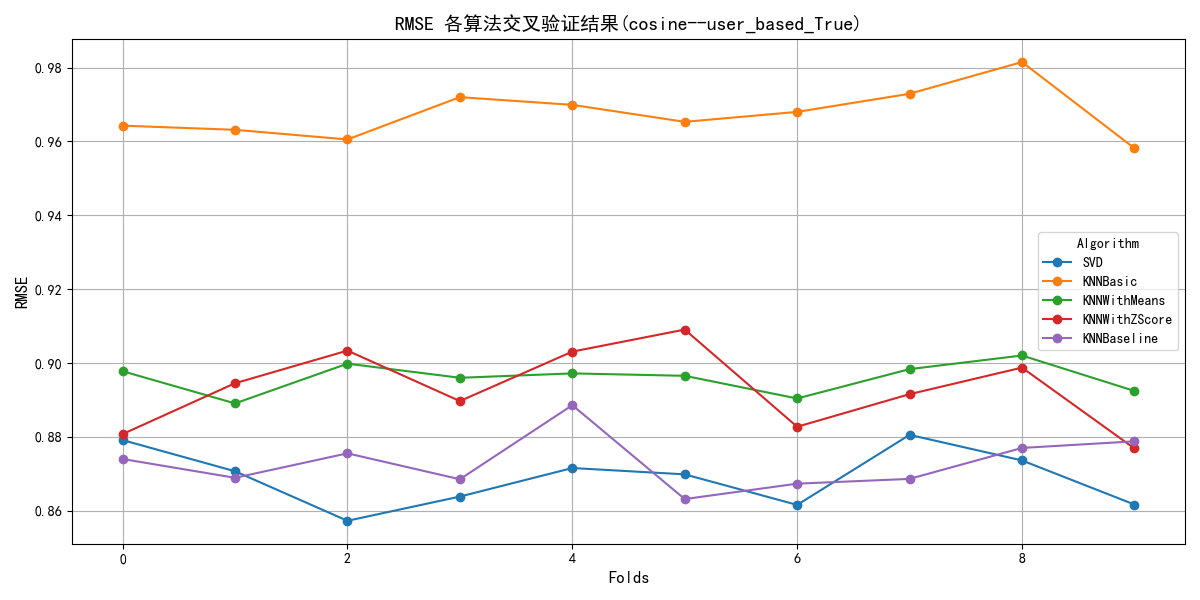 RMSE 各算法交叉验证结果(cosine--user_based_True)
RMSE
0.98
0.96
0.94
0.92
0.90
0.88
0.86
0
2
4
6
8
Folds
Algorithm
SVD
KNNBasic
KNNWithMeans
KNNWithZScore
KNNBaseline